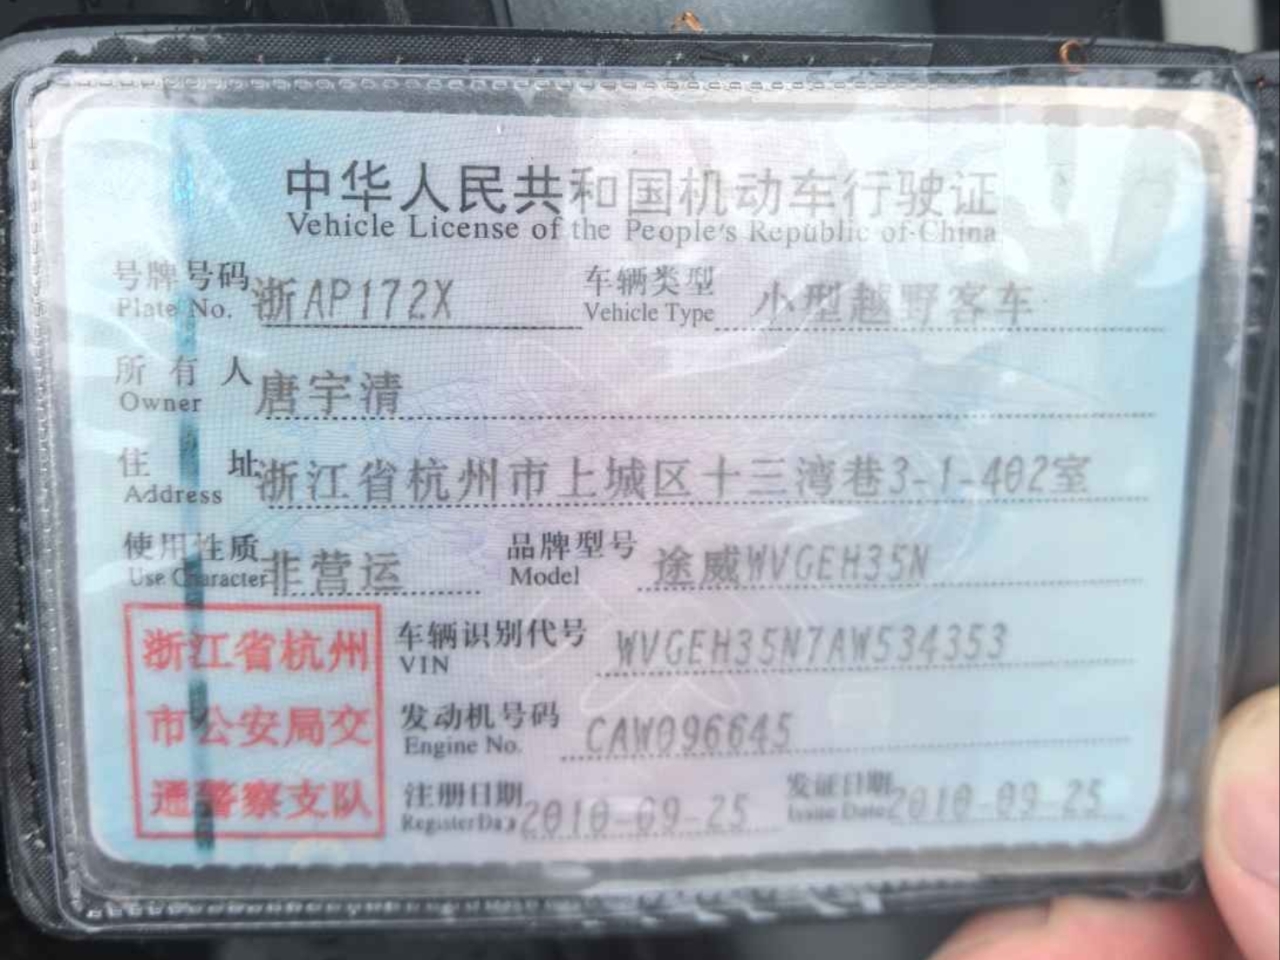 中华人民共和国机动车行驶证
Vehicle License of the People's Republic of China
号牌号码 浙AP172X 车辆类型 小型越野客车
Plate No. Vehicle Type
所有人 唐宇清
Owner
住址 浙江省杭州市上城区十三湾巷3-1-402室
Address
使用性质 非营运 品牌型号 途威WVGEH35N
Use Character Model
浙江省杭州
市公安局交
通警察支队
车辆识别代号 WVGEH35N7AW534353
VIN
发动机号码 CAW096645
Engine No.
注册日期 2010-09-25 发证日期 2010-09-25
Register Issue Date